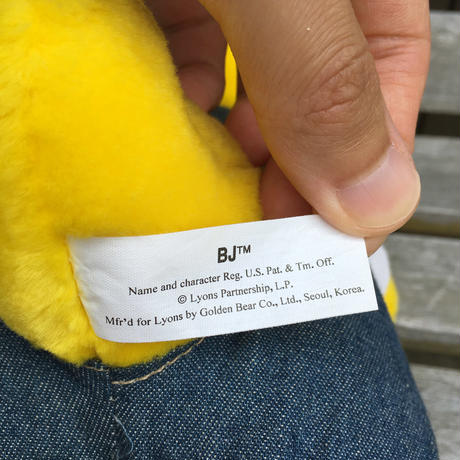 BJ™
Name and character Reg. U.S. Pat. & Tm. Off.
© Lyons Partnership, L.P.
Mfr'd for Lyons by Golden Bear Co., Ltd., Seoul, Korea.